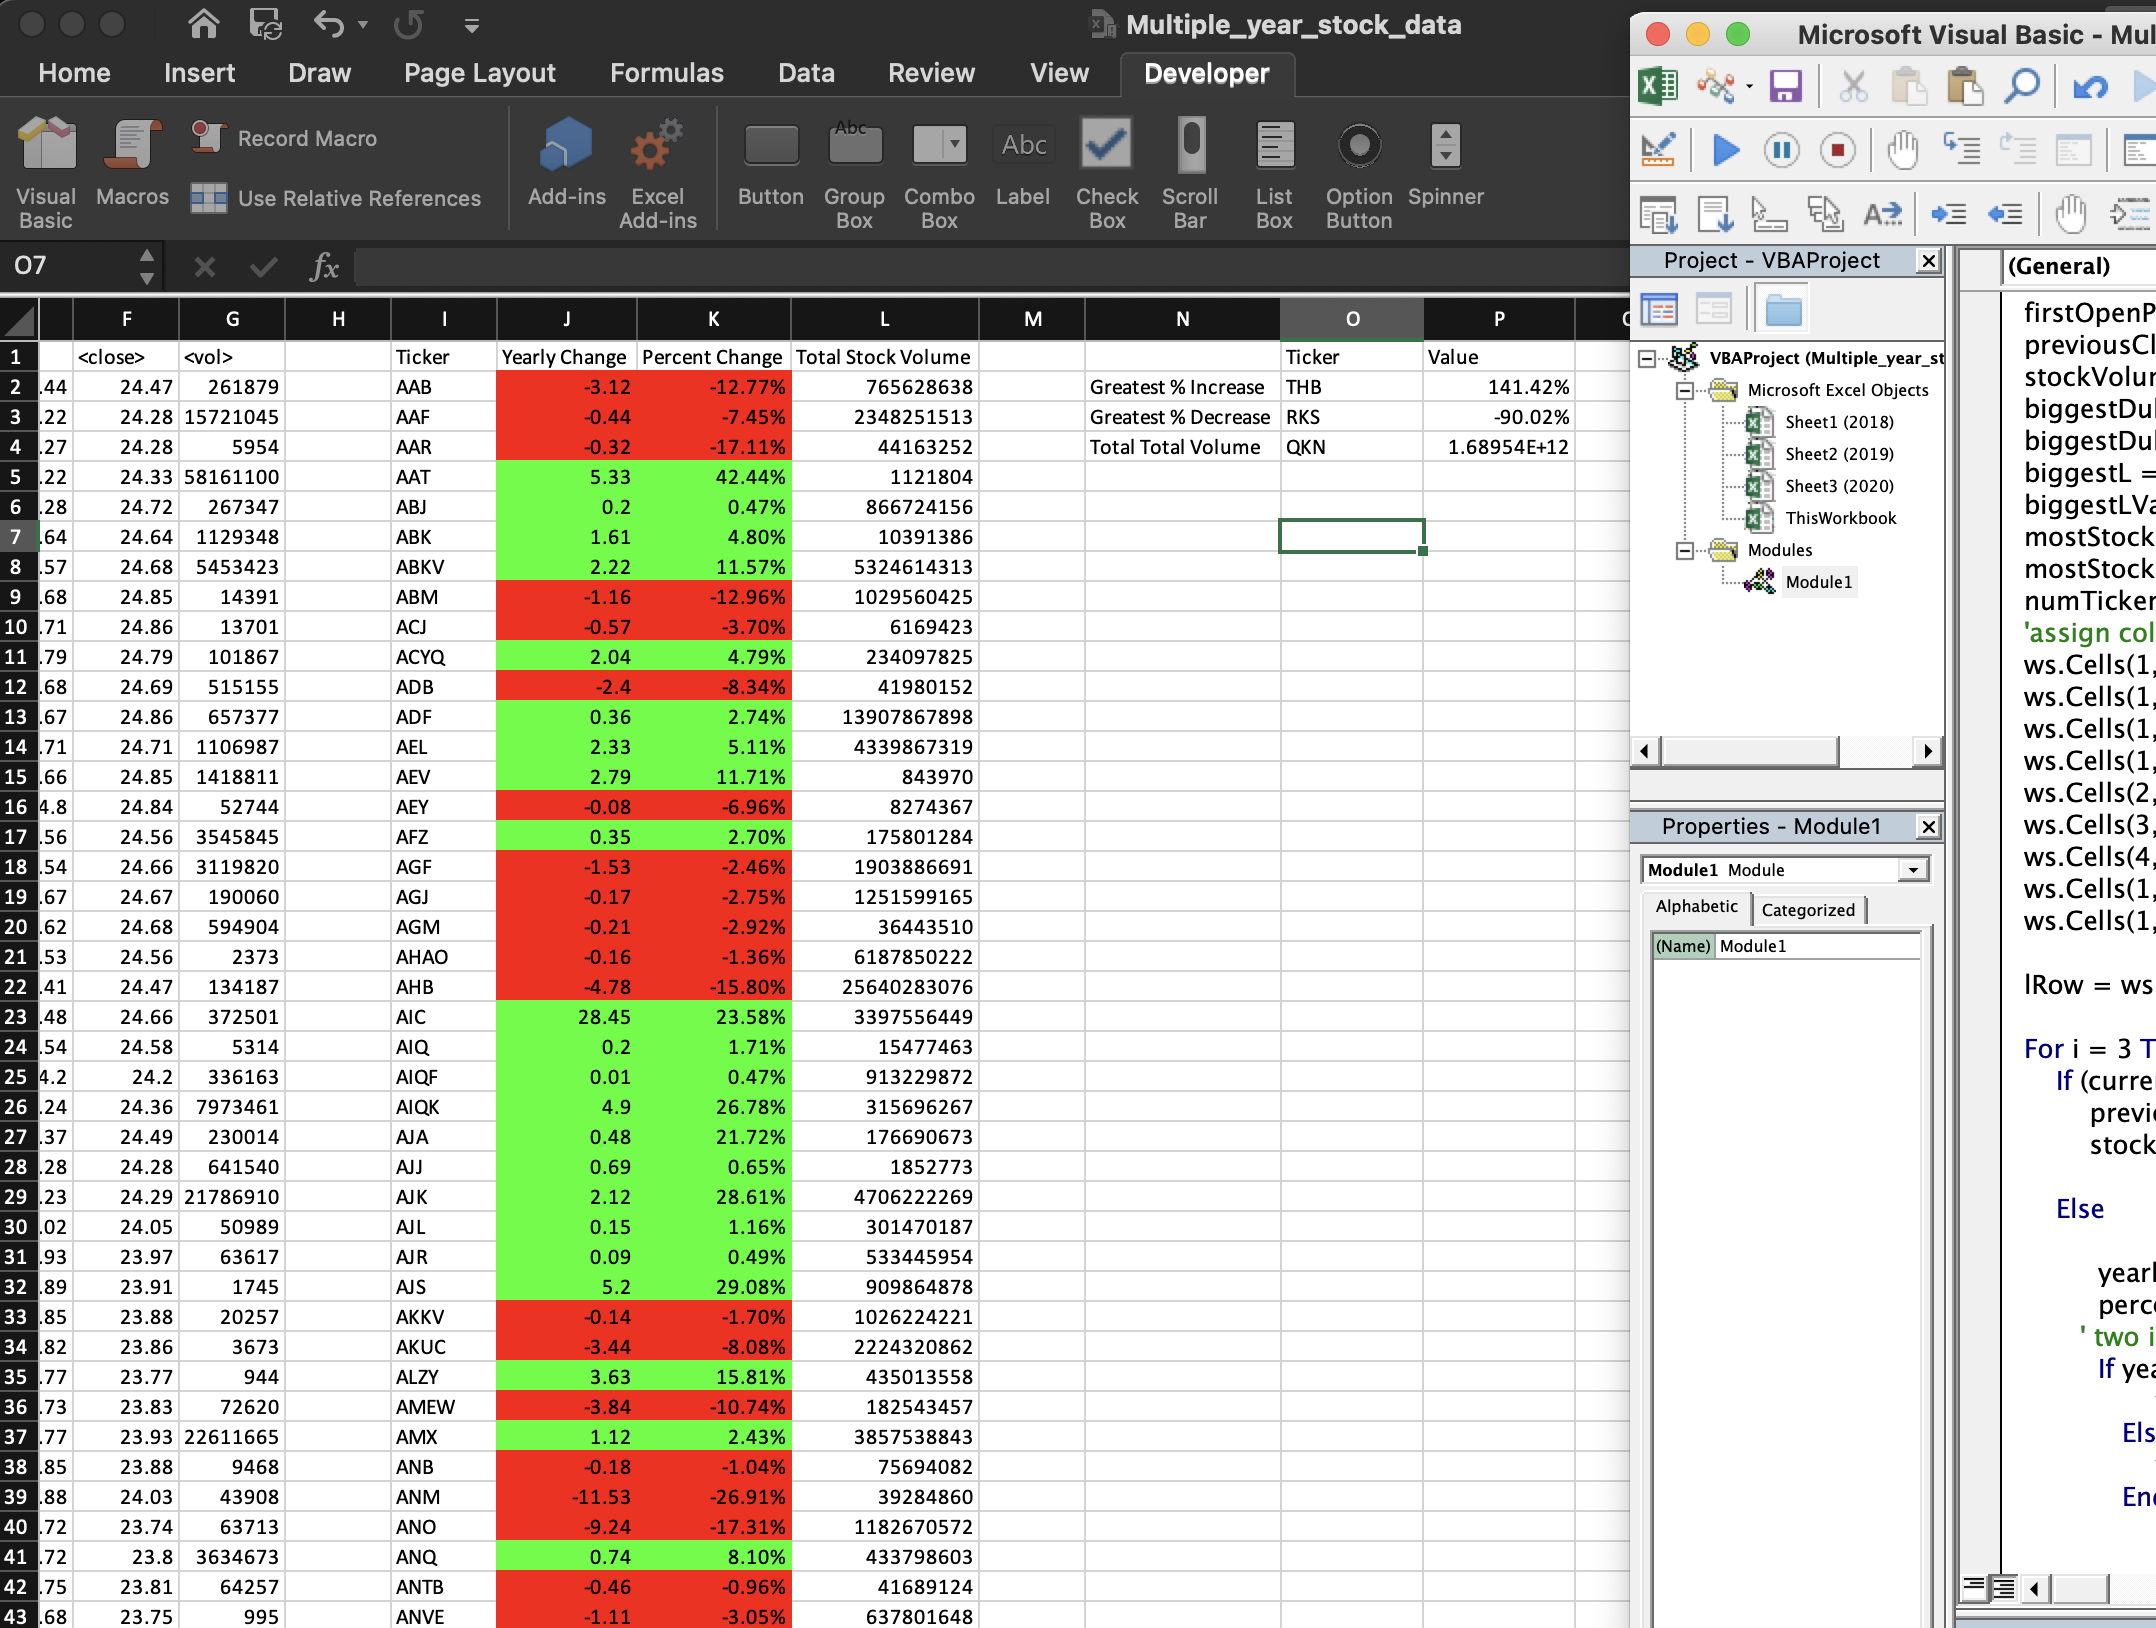 Multiple_year_stock_data
Home Insert Draw Page Layout Formulas Data Review View Developer
Visual Basic
Macros
Record Macro
Use Relative References
Add-ins
Excel Add-ins
Button
Abc
Group Box
Combo Box
Abc
Label
Check Box
Scroll Bar
List Box
Option Button
Spinner
O7 fx
F G H I J K L M N O P
1 <close> <vol> Ticker Yearly Change Percent Change Total Stock Volume Ticker Value
2 .44 24.47 261879 AAB -3.12 -12.77% 765628638 Greatest % Increase THB 141.42%
3 .22 24.28 15721045 AAF -0.44 -7.45% 2348251513 Greatest % Decrease RKS -90.02%
4 .27 24.28 5954 AAR -0.32 -17.11% 44163252 Total Total Volume QKN 1.68954E+12
5 .22 24.33 58161100 AAT 5.33 42.44% 1121804
6 .28 24.72 267347 ABJ 0.2 0.47% 866724156
7 .64 24.64 1129348 ABK 1.61 4.80% 10391386
8 .57 24.68 5453423 ABKV 2.22 11.57% 5324614313
9 .68 24.85 14391 ABM -1.16 -12.96% 1029560425
10 .71 24.86 13701 ACJ -0.57 -3.70% 6169423
11 .79 24.79 101867 ACYQ 2.04 4.79% 234097825
12 .68 24.69 515155 ADB -2.4 -8.34% 41980152
13 .67 24.86 657377 ADF 0.36 2.74% 13907867898
14 .71 24.71 1106987 AEL 2.33 5.11% 4339867319
15 .66 24.85 1418811 AEV 2.79 11.71% 843970
16 4.8 24.84 52744 AEY -0.08 -6.96% 8274367
17 .56 24.56 3545845 AFZ 0.35 2.70% 175801284
18 .54 24.66 3119820 AGF -1.53 -2.46% 1903886691
19 .67 24.67 190060 AGJ -0.17 -2.75% 1251599165
20 .62 24.68 594904 AGM -0.21 -2.92% 36443510
21 .53 24.56 2373 AHAO -0.16 -1.36% 6187850222
22 .41 24.47 134187 AHB -4.78 -15.80% 25640283076
23 .48 24.66 372501 AIC 28.45 23.58% 3397556449
24 .54 24.58 5314 AIQ 0.2 1.71% 15477463
25 4.2 24.2 336163 AIQF 0.01 0.47% 913229872
26 .24 24.36 7973461 AIQK 4.9 26.78% 315696267
27 .37 24.49 230014 AJA 0.48 21.72% 176690673
28 .28 24.28 641540 AJJ 0.69 0.65% 1852773
29 .23 24.29 21786910 AJK 2.12 28.61% 4706222269
30 .02 24.05 50989 AJL 0.15 1.16% 301470187
31 .93 23.97 63617 AJR 0.09 0.49% 533445954
32 .89 23.91 1745 AJS 5.2 29.08% 909864878
33 .85 23.88 20257 AKKV -0.14 -1.70% 1026224221
34 .82 23.86 3673 AKUC -3.44 -8.08% 2224320862
35 .77 23.77 944 ALZY 3.63 15.81% 435013558
36 .73 23.83 72620 AMEW -3.84 -10.74% 182543457
37 .77 23.93 22611665 AMX 1.12 2.43% 3857538843
38 .85 23.88 9468 ANB -0.18 -1.04% 75694082
39 .88 24.03 43908 ANM -11.53 -26.91% 39284860
40 .72 23.74 63713 ANO -9.24 -17.31% 1182670572
41 .72 23.8 3634673 ANQ 0.74 8.10% 433798603
42 .75 23.81 64257 ANTB -0.46 -0.96% 41689124
43 .68 23.75 995 ANVE -1.11 -3.05% 637801648
Microsoft Visual Basic - Mul
Project - VBAProject
VBAProject (Multiple_year_st
Microsoft Excel Objects
Sheet1 (2018)
Sheet2 (2019)
Sheet3 (2020)
ThisWorkbook
Modules
Module1
Properties - Module1
Module1 Module
Alphabetic Categorized
(Name) Module1
(General)
firstOpenP
previousCl
stockVolum
biggestDul
biggestDul
biggestL =
biggestLVa
mostStock
mostStock
numTicker
'assign col
ws.Cells(1,
ws.Cells(1,
ws.Cells(1,
ws.Cells(1,
ws.Cells(2,
ws.Cells(3,
ws.Cells(4,
ws.Cells(1,
ws.Cells(1,
lRow = ws
For i = 3 T
If (curre
previ
stock
Else
yearl
perce
' two i
If yea
Els
End